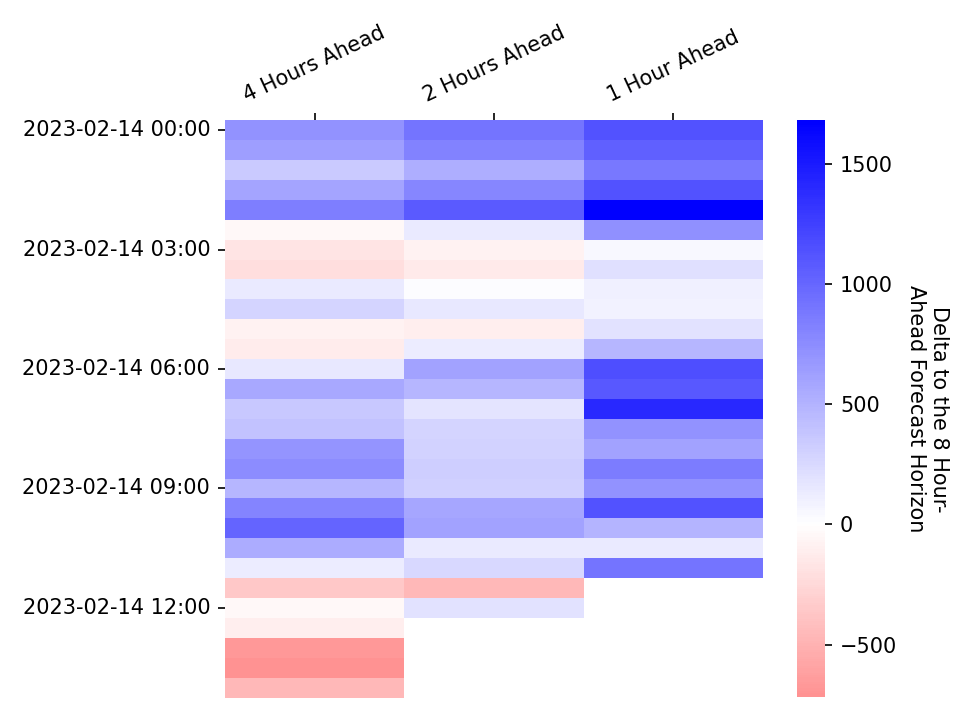 4 Hours Ahead
2 Hours Ahead
1 Hour Ahead
2023-02-14 00:00
2023-02-14 03:00
2023-02-14 06:00
2023-02-14 09:00
2023-02-14 12:00
1500
1000
500
0
−500
Delta to the 8 Hour-
Ahead Forecast Horizon